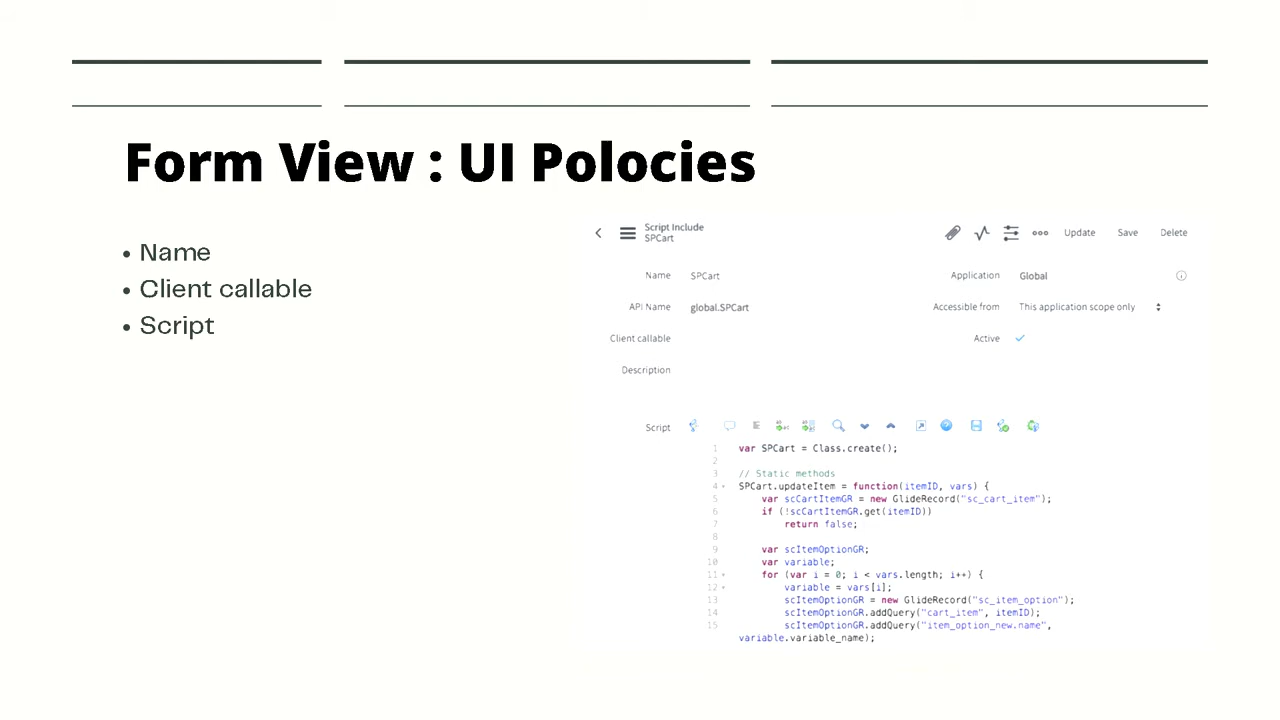 Form View : UI Polocies
• Name
• Client callable
• Script
Script Include
SPCart
Update
Save
Delete
Name SPCart
Application Global
API Name global.SPCart
Accessible from This application scope only
Client callable
Active
Description
Script
1 var SPCart = Class.create();
2
3 // Static methods
4 SPCart.updateItem = function(itemID, vars) {
5 var scCartItemGR = new GlideRecord("sc_cart_item");
6 if (!scCartItemGR.get(itemID))
7 return false;
8
9 var scItemOptionGR;
10 var variable;
11 for (var i = 0; i < vars.length; i++) {
12 variable = vars[i];
13 scItemOptionGR = new GlideRecord("sc_item_option");
14 scItemOptionGR.addQuery("cart_item", itemID);
15 scItemOptionGR.addQuery("item_option_new.name",
variable.variable_name);